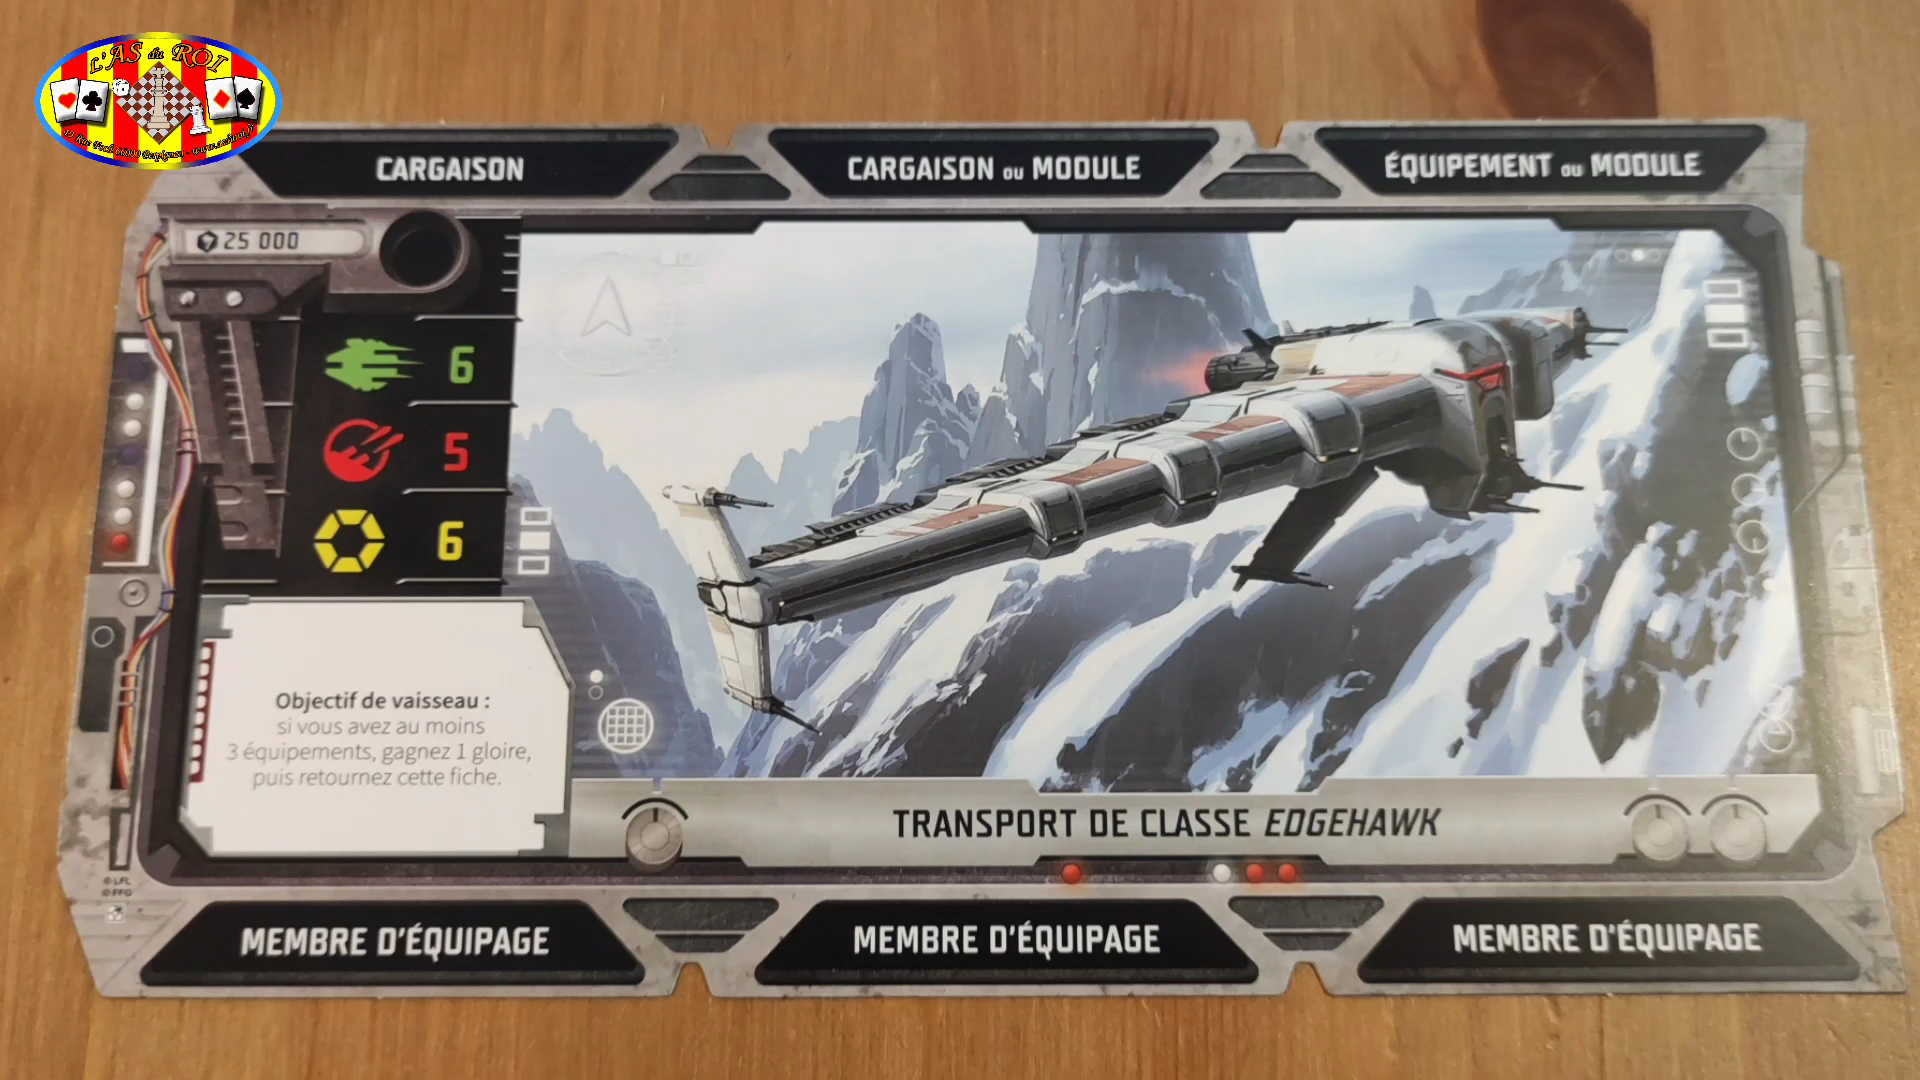 L'AS du ROI
CARGAISON
CARGAISON OU MODULE
ÉQUIPEMENT OU MODULE
25 000
6
5
6
Objectif de vaisseau :
si vous avez au moins
3 équipements, gagnez 1 gloire,
puis retournez cette fiche.
TRANSPORT DE CLASSE EDGEHAWK
© LFL
© FFG
MEMBRE D'ÉQUIPAGE
MEMBRE D'ÉQUIPAGE
MEMBRE D'ÉQUIPAGE